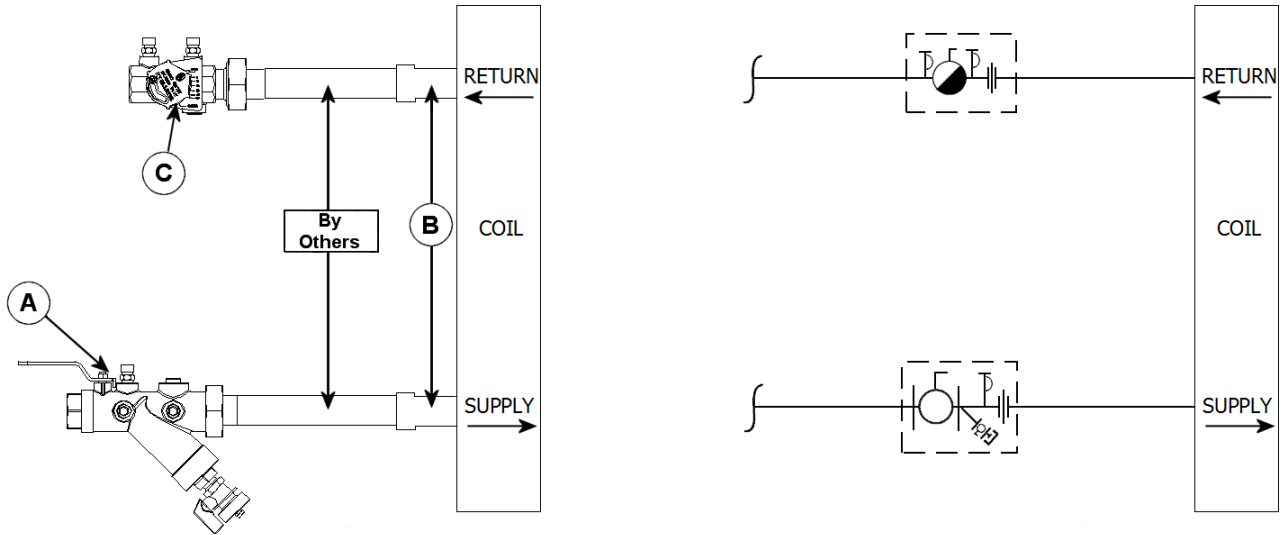 RETURN
RETURN
C
By
Others
B
COIL
COIL
A
SUPPLY
SUPPLY